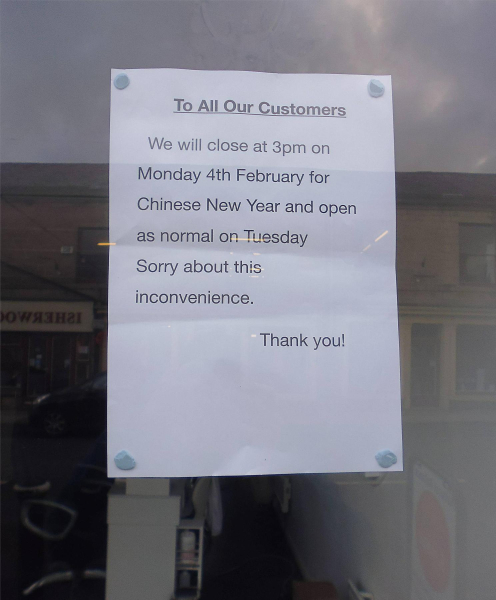 To All Our Customers
We will close at 3pm on
Monday 4th February for
Chinese New Year and open
as normal on Tuesday
Sorry about this
inconvenience.
Thank you!
ISHERWOO